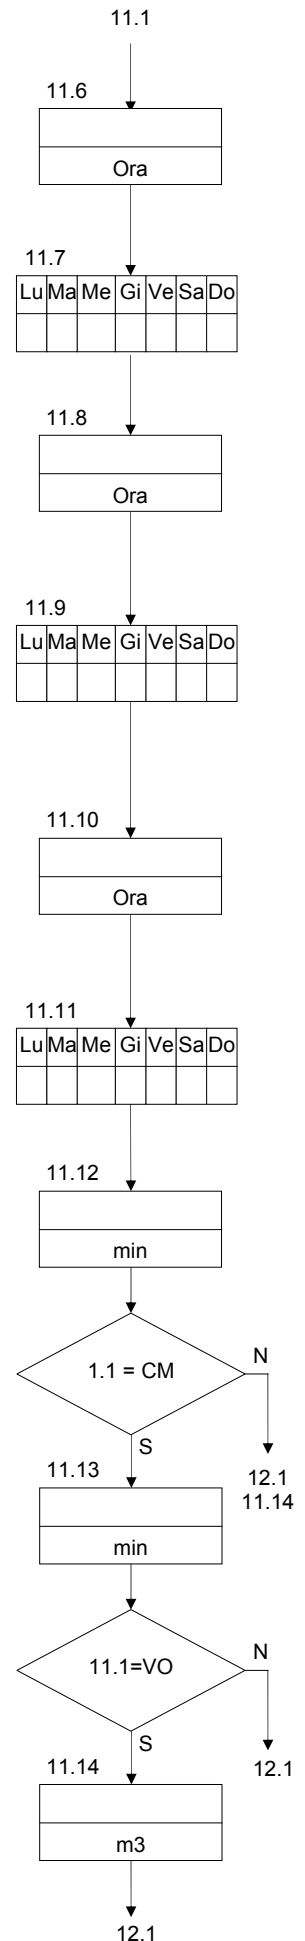 11.1
11.6
Ora
11.7
Lu Ma Me Gi Ve Sa Do
11.8
Ora
11.9
Lu Ma Me Gi Ve Sa Do
11.10
Ora
11.11
Lu Ma Me Gi Ve Sa Do
11.12
min
1.1 = CM
N
S
12.1
11.14
11.13
min
11.1=VO
N
S
12.1
11.14
m3
12.1